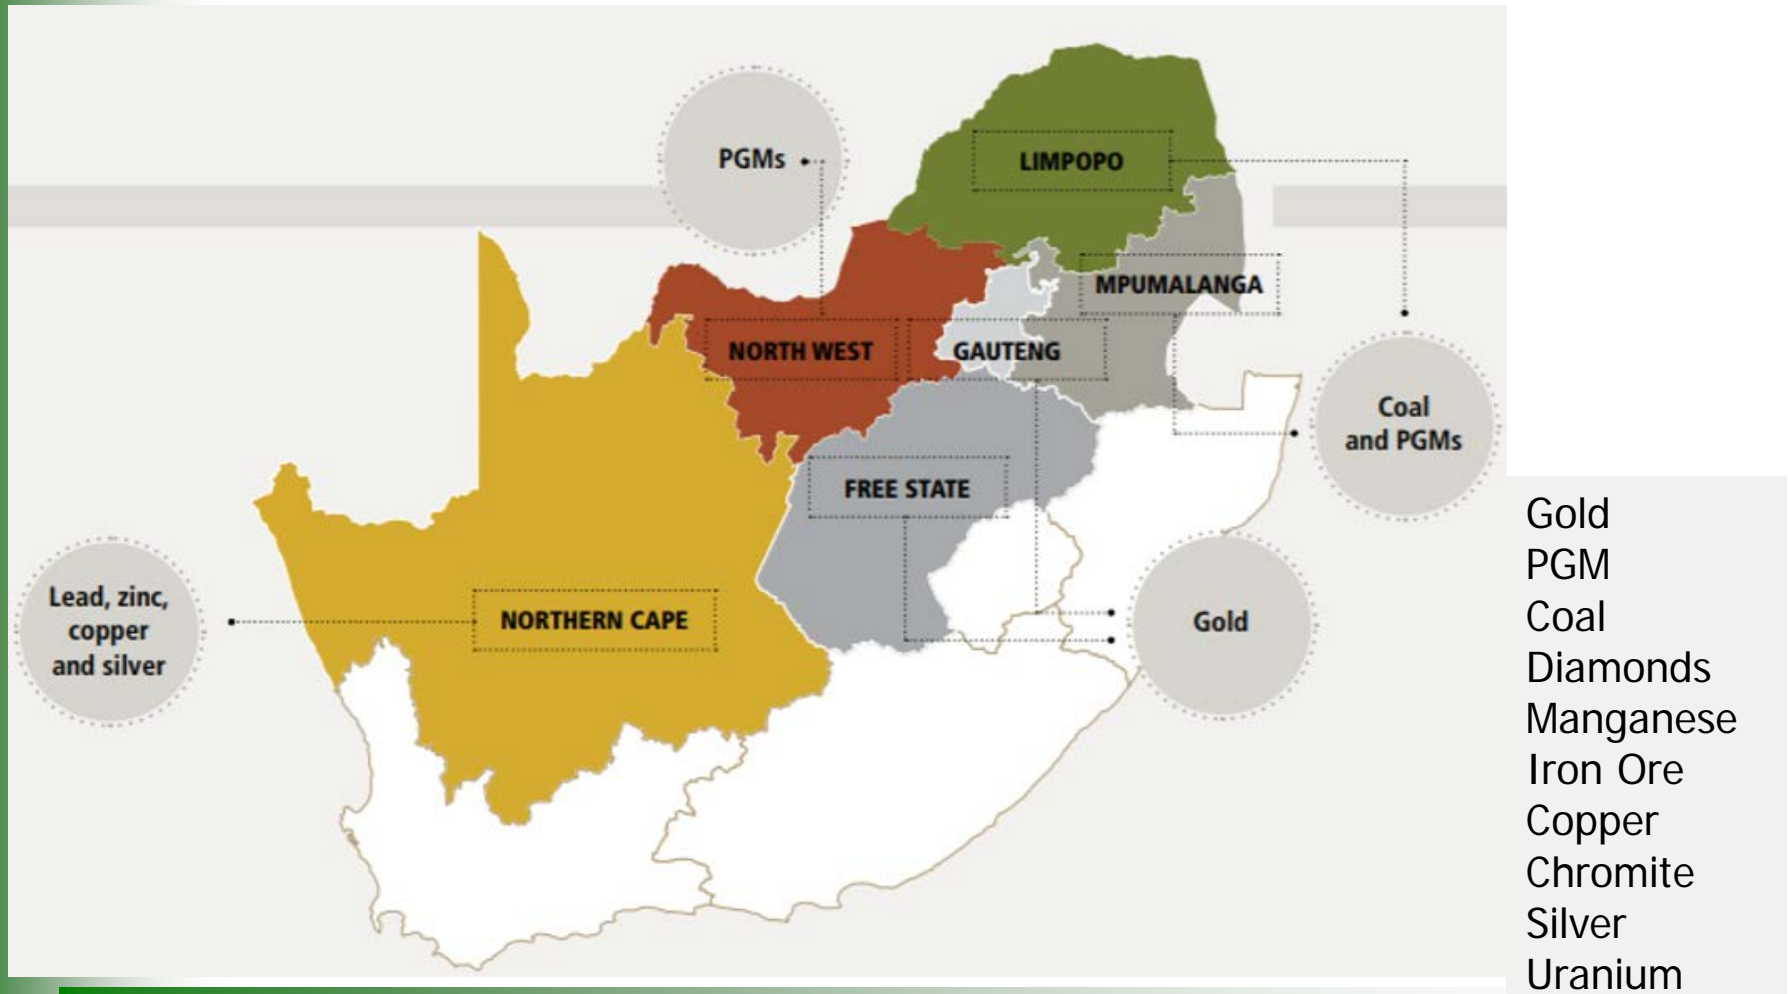 PGMs
LIMPOPO
MPUMALANGA
NORTH WEST
GAUTENG
Coal
and PGMs
FREE STATE
Lead, zinc,
copper
and silver
NORTHERN CAPE
Gold
Gold
PGM
Coal
Diamonds
Manganese
Iron Ore
Copper
Chromite
Silver
Uranium